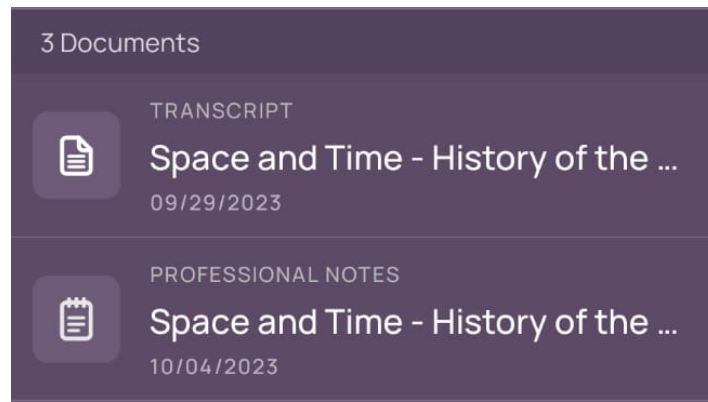 3 Documents
TRANSCRIPT
Space and Time - History of the ...
09/29/2023
PROFESSIONAL NOTES
Space and Time - History of the ...
10/04/2023